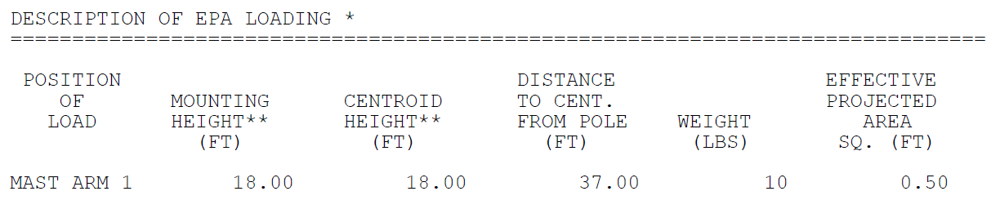 DESCRIPTION OF EPA LOADING *
===============================================================================
DISTANCE EFFECTIVE
POSITION TO CENT. PROJECTED
OF MOUNTING CENTROID FROM POLE WEIGHT AREA
LOAD HEIGHT** HEIGHT** (FT) (LBS) SQ. (FT)
(FT) (FT)
MAST ARM 1 18.00 18.00 37.00 10 0.50